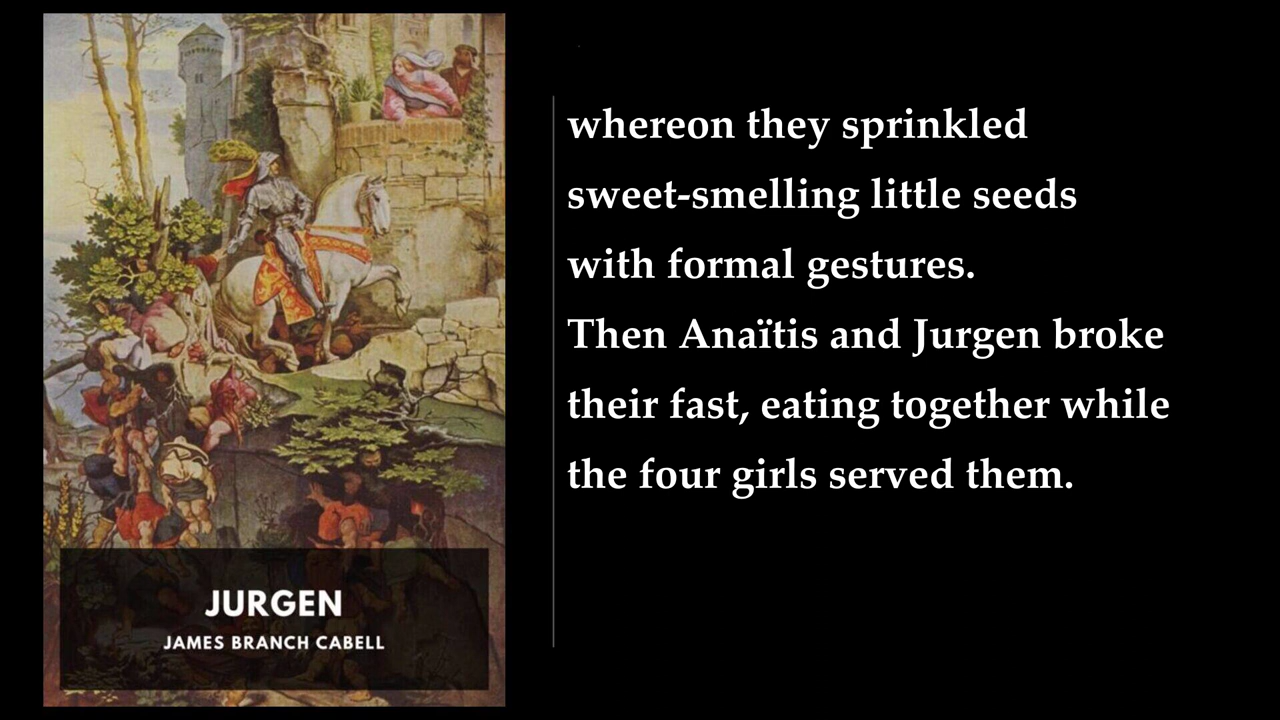 whereon they sprinkled
sweet-smelling little seeds
with formal gestures.
Then Anaïtis and Jurgen broke
their fast, eating together while
the four girls served them.
JURGEN
JAMES BRANCH CABELL